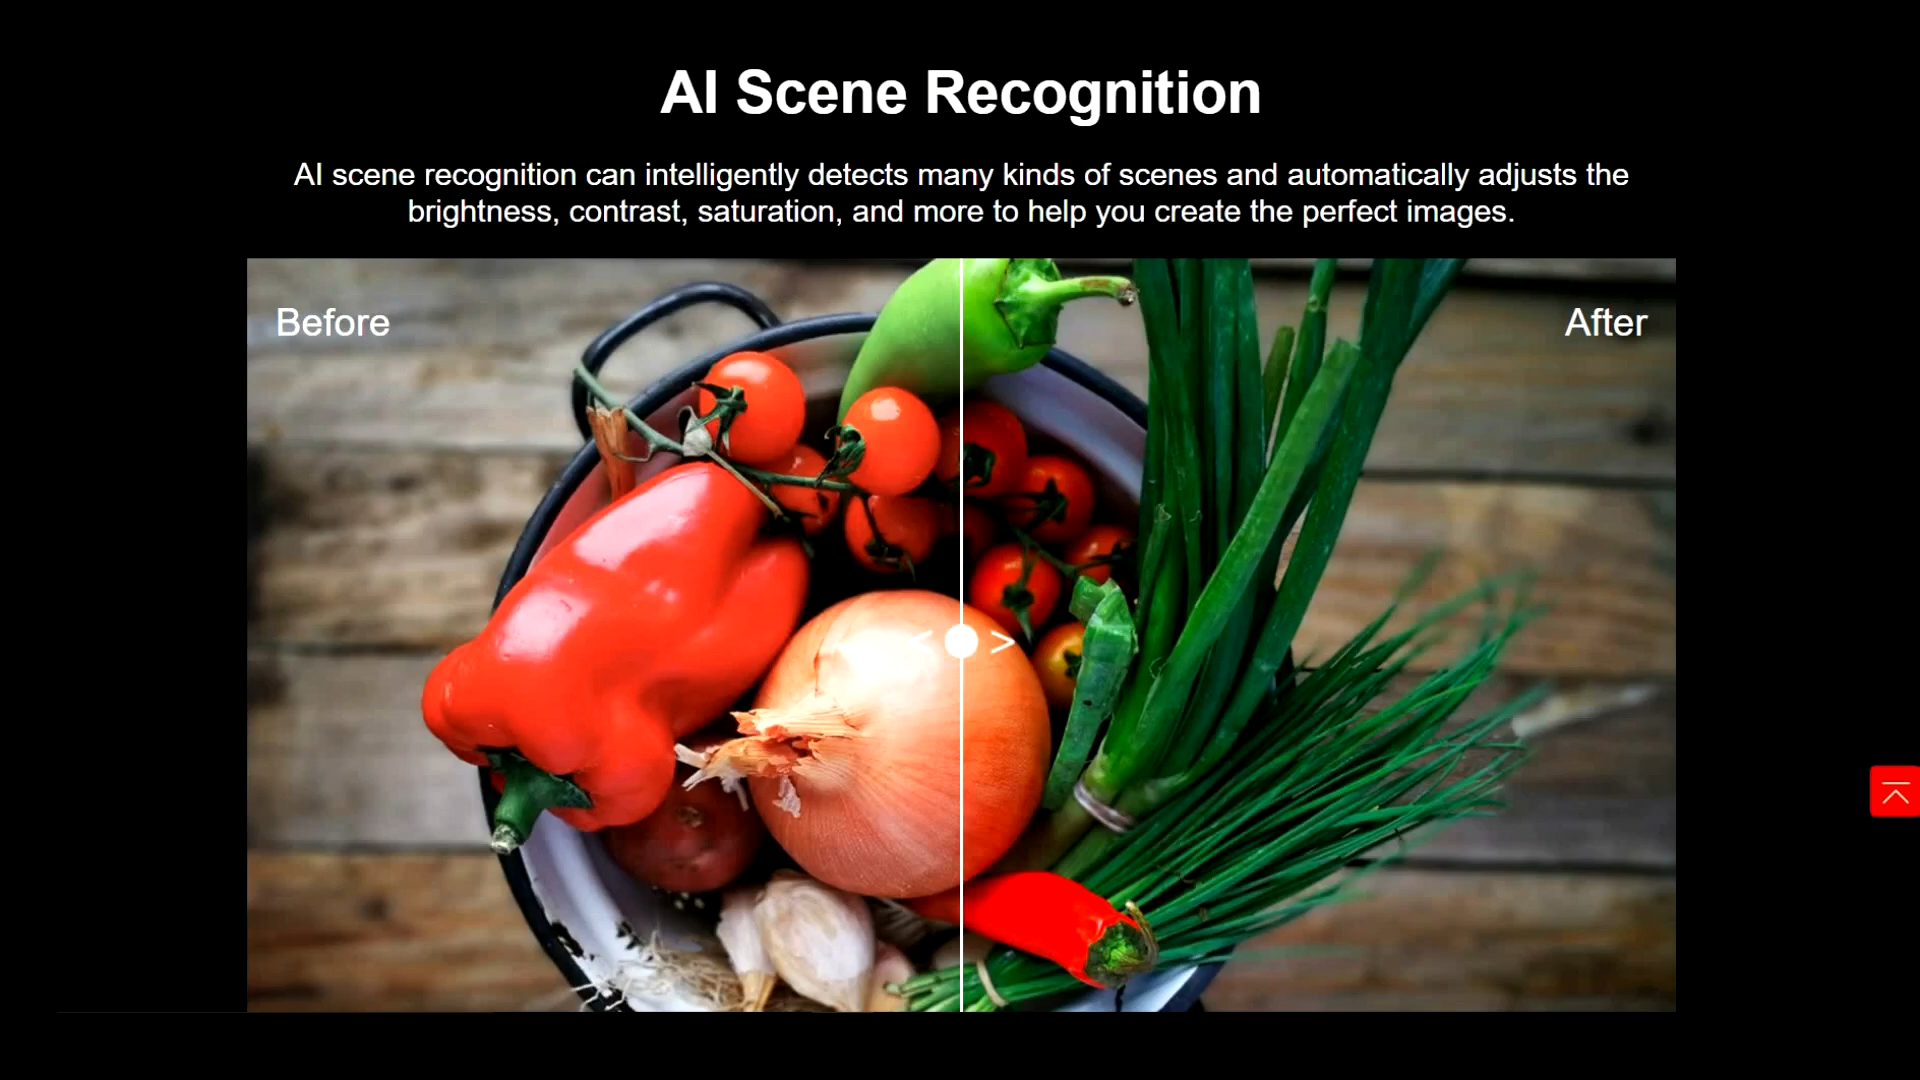 AI Scene Recognition
AI scene recognition can intelligently detects many kinds of scenes and automatically adjusts the
brightness, contrast, saturation, and more to help you create the perfect images.
Before
After